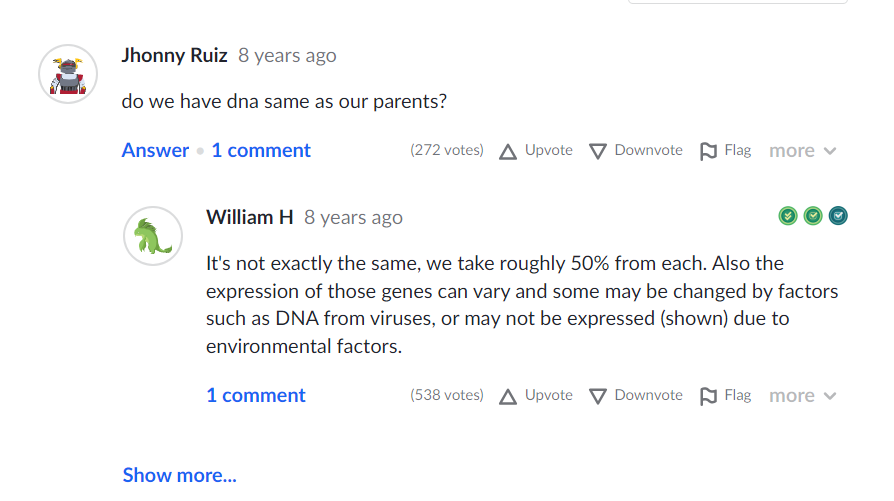 Jhonny Ruiz 8 years ago
do we have dna same as our parents?
Answer • 1 comment (272 votes) Upvote Downvote Flag more
William H 8 years ago
It's not exactly the same, we take roughly 50% from each. Also the
expression of those genes can vary and some may be changed by factors
such as DNA from viruses, or may not be expressed (shown) due to
environmental factors.
1 comment (538 votes) Upvote Downvote Flag more
Show more...